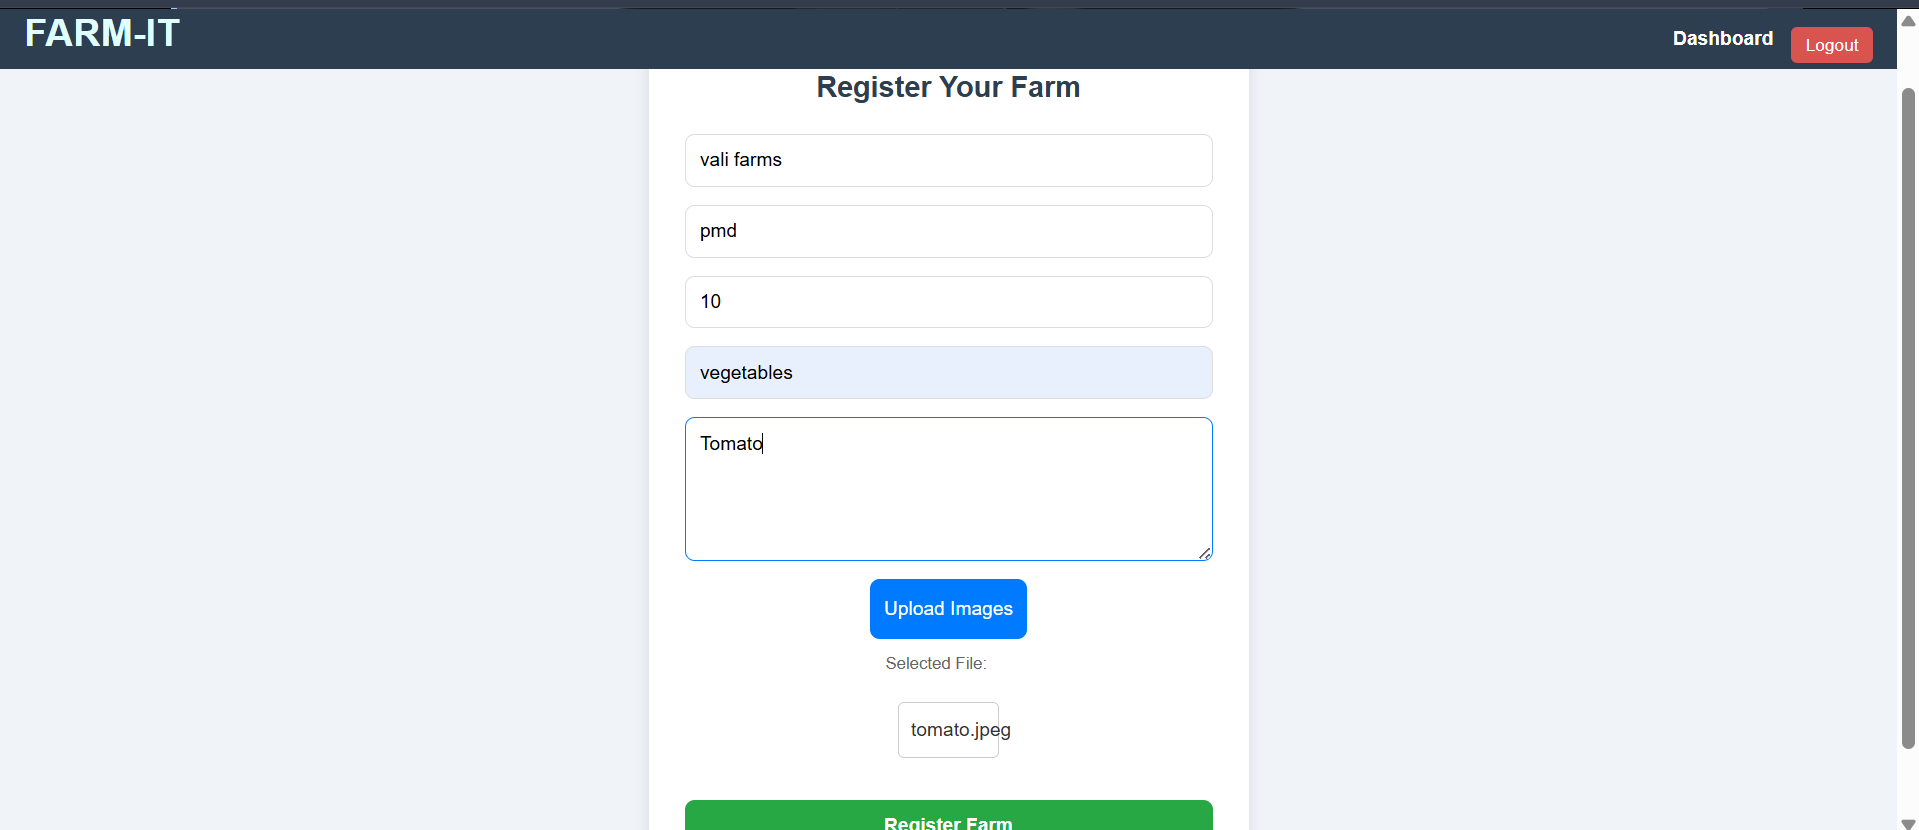 FARM-IT
Dashboard
Logout
Register Your Farm
vali farms
pmd
10
vegetables
Tomato
Upload Images
Selected File:
tomato.jpeg
Register Farm